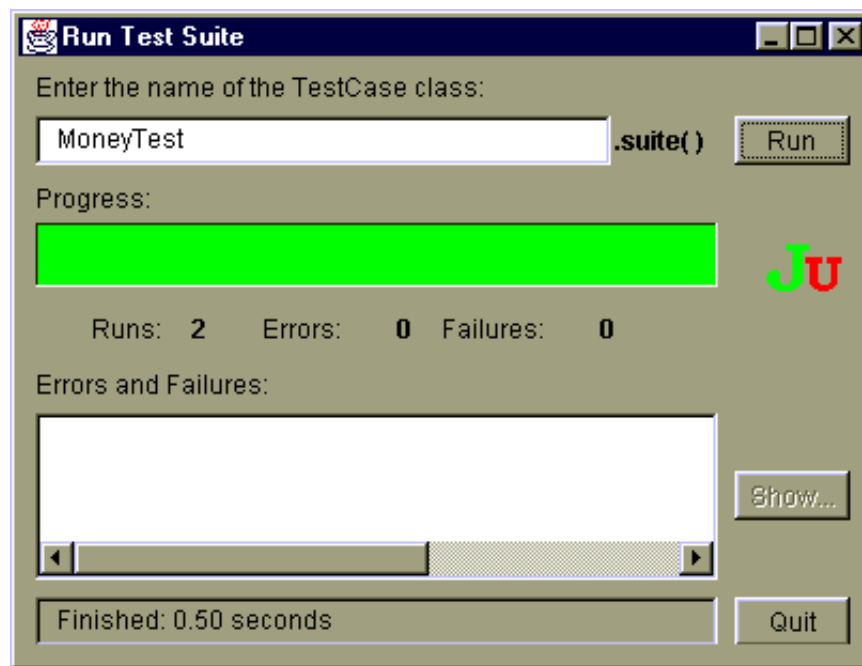 Run Test Suite
Enter the name of the TestCase class:
MoneyTest .suite( ) Run
Progress:
JU
Runs: 2 Errors: 0 Failures: 0
Errors and Failures:
Show...
Finished: 0.50 seconds Quit